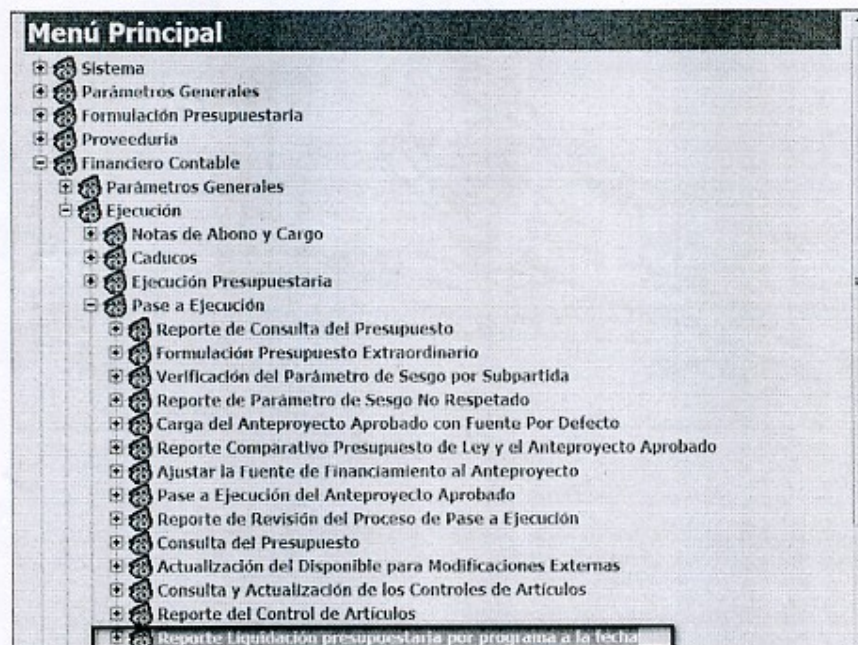 Menú Principal
Sistema
Parámetros Generales
Formulación Presupuestaria
Proveeduría
Financiero Contable
Parámetros Generales
Ejecución
Notas de Abono y Cargo
Caducos
Ejecución Presupuestaria
Pase a Ejecución
Reporte de Consulta del Presupuesto
Formulación Presupuesto Extraordinario
Verificación del Parámetro de Sesgo por Subpartida
Reporte de Parámetro de Sesgo No Respetado
Carga del Anteproyecto Aprobado con Fuente Por Defecto
Reporte Comparativo Presupuesto de Ley y el Anteproyecto Aprobado
Ajustar la Fuente de Financiamiento al Anteproyecto
Pase a Ejecución del Anteproyecto Aprobado
Reporte de Revisión del Proceso de Pase a Ejecución
Consulta del Presupuesto
Actualización del Disponible para Modificaciones Externas
Consulta y Actualización de los Controles de Artículos
Reporte del Control de Artículos
Reporte Liquidación presupuestaria por programa a la fecha